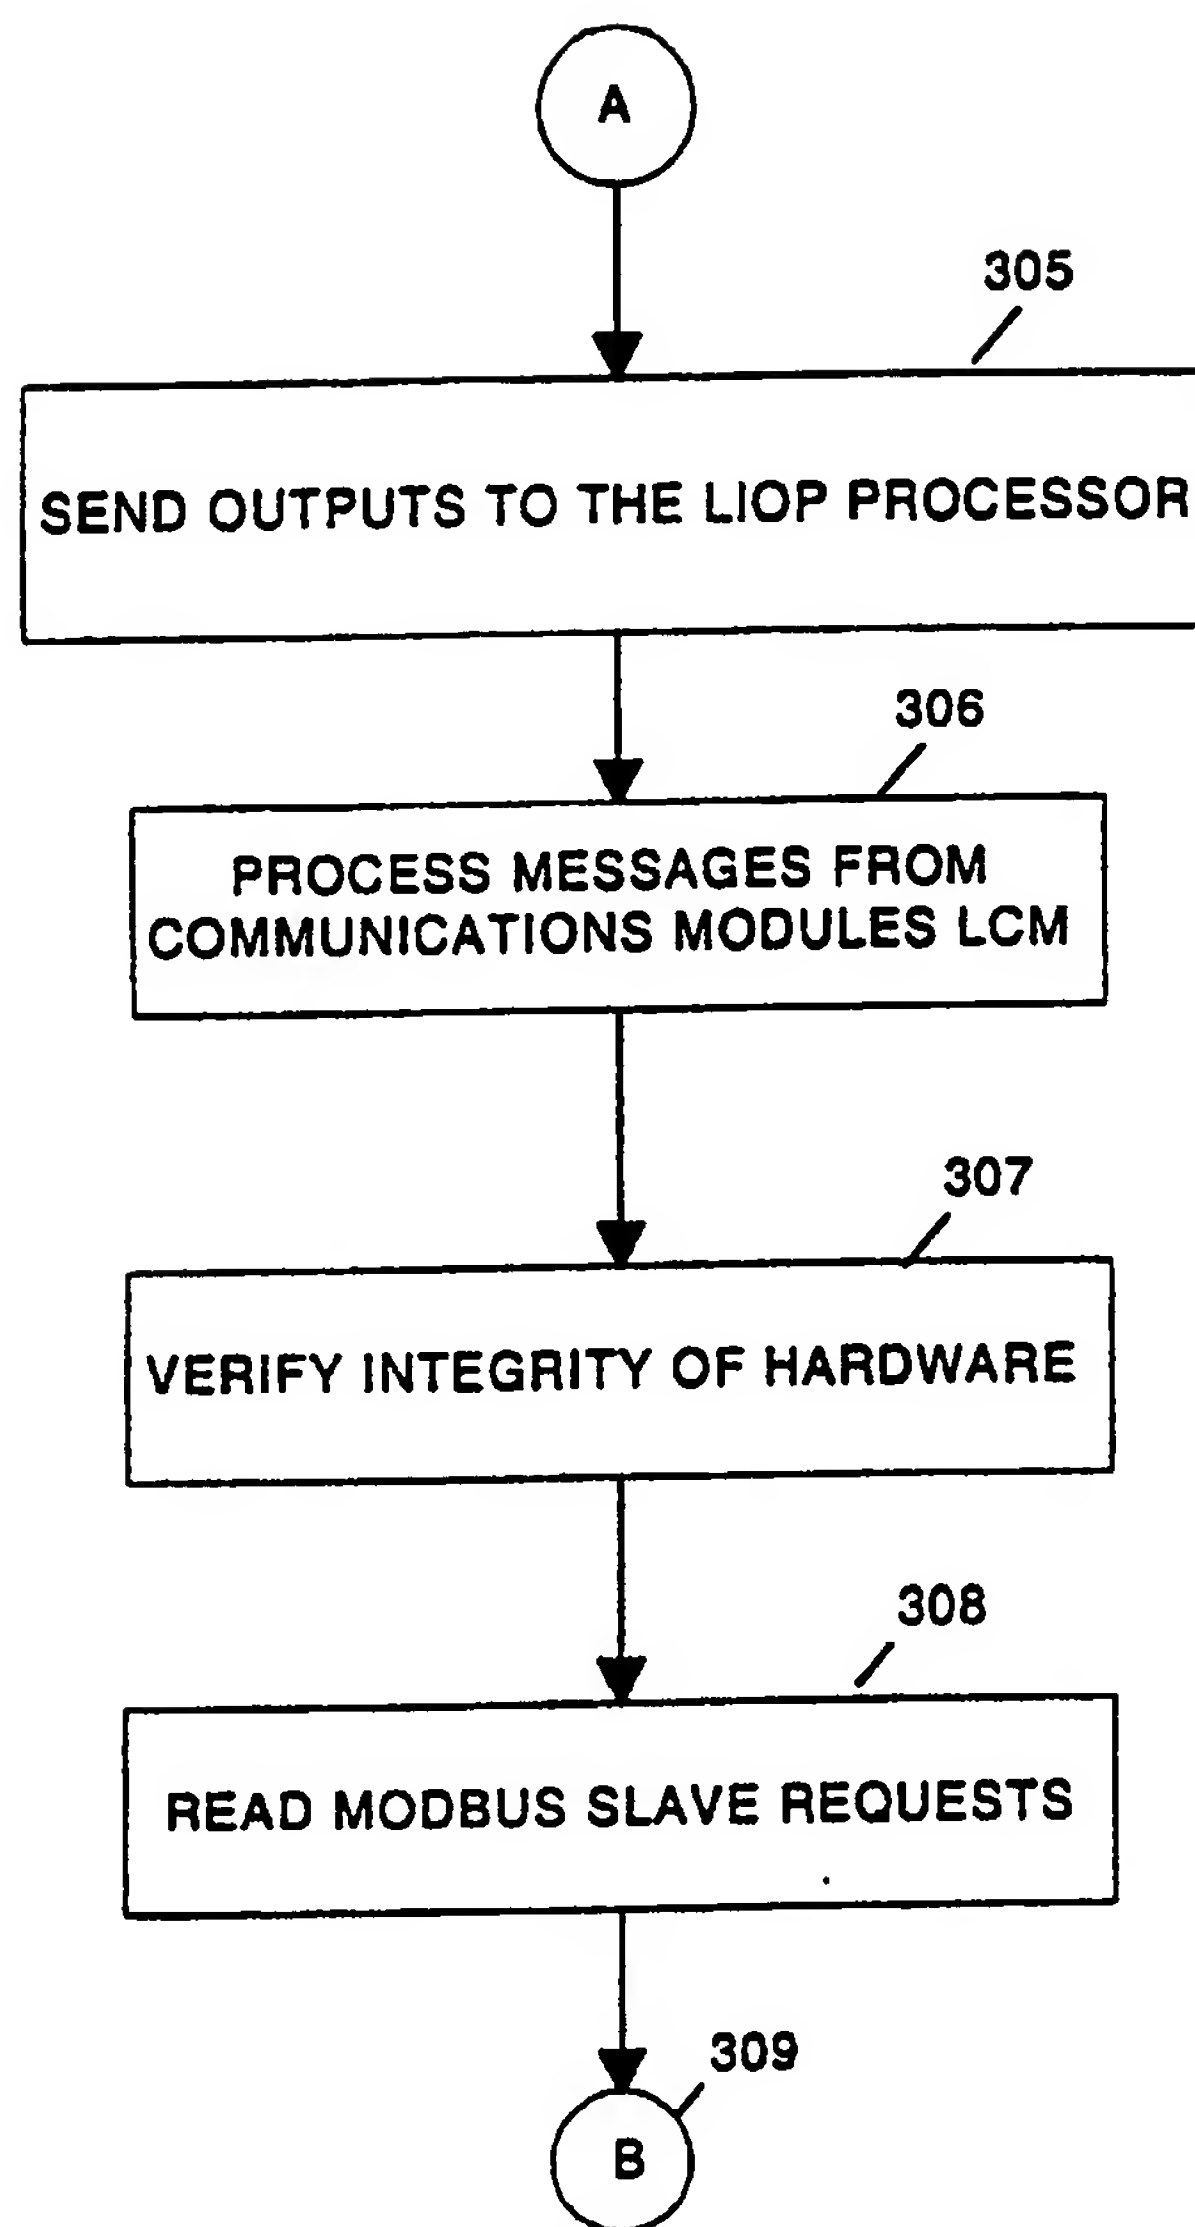 A
305
SEND OUTPUTS TO THE LIOP PROCESSOR
306
PROCESS MESSAGES FROM
COMMUNICATIONS MODULES LCM
307
VERIFY INTEGRITY OF HARDWARE
308
READ MODBUS SLAVE REQUESTS
309
B